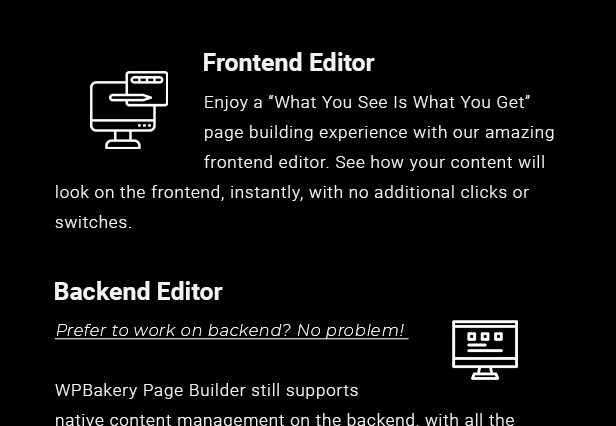 Frontend Editor
Enjoy a “What You See Is What You Get”
page building experience with our amazing
frontend editor. See how your content will
look on the frontend, instantly, with no additional clicks or
switches.
Backend Editor
Prefer to work on backend? No problem!
WPBakery Page Builder still supports
native content management on the backend, with all the